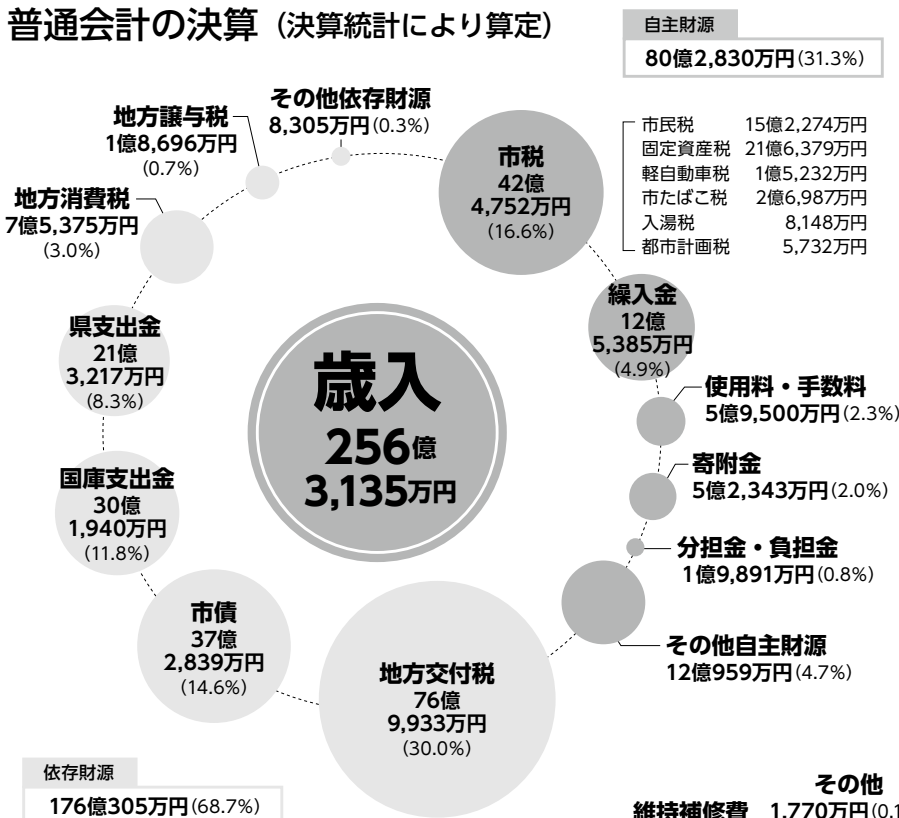 普通会計の決算（決算統計により算定）
自主財源
80億2,830万円(31.3%)
市民税 15億2,274万円
固定資産税 21億6,379万円
軽自動車税 1億5,232万円
市たばこ税 2億6,987万円
入湯税 8,148万円
都市計画税 5,732万円
その他依存財源
8,305万円(0.3%)
地方譲与税
1億8,696万円
(0.7%)
地方消費税
7億5,375万円
(3.0%)
県支出金
21億
3,217万円
(8.3%)
国庫支出金
30億
1,940万円
(11.8%)
市債
37億
2,839万円
(14.6%)
地方交付税
76億
9,933万円
(30.0%)
歳入
256億
3,135万円
市税
42億
4,752万円
(16.6%)
繰入金
12億
5,385万円
(4.9%)
使用料・手数料
5億9,500万円(2.3%)
寄附金
5億2,343万円(2.0%)
分担金・負担金
1億9,891万円(0.8%)
その他自主財源
12億959万円(4.7%)
依存財源
176億305万円(68.7%)
その他
維持補修費 1,770万円(0.1